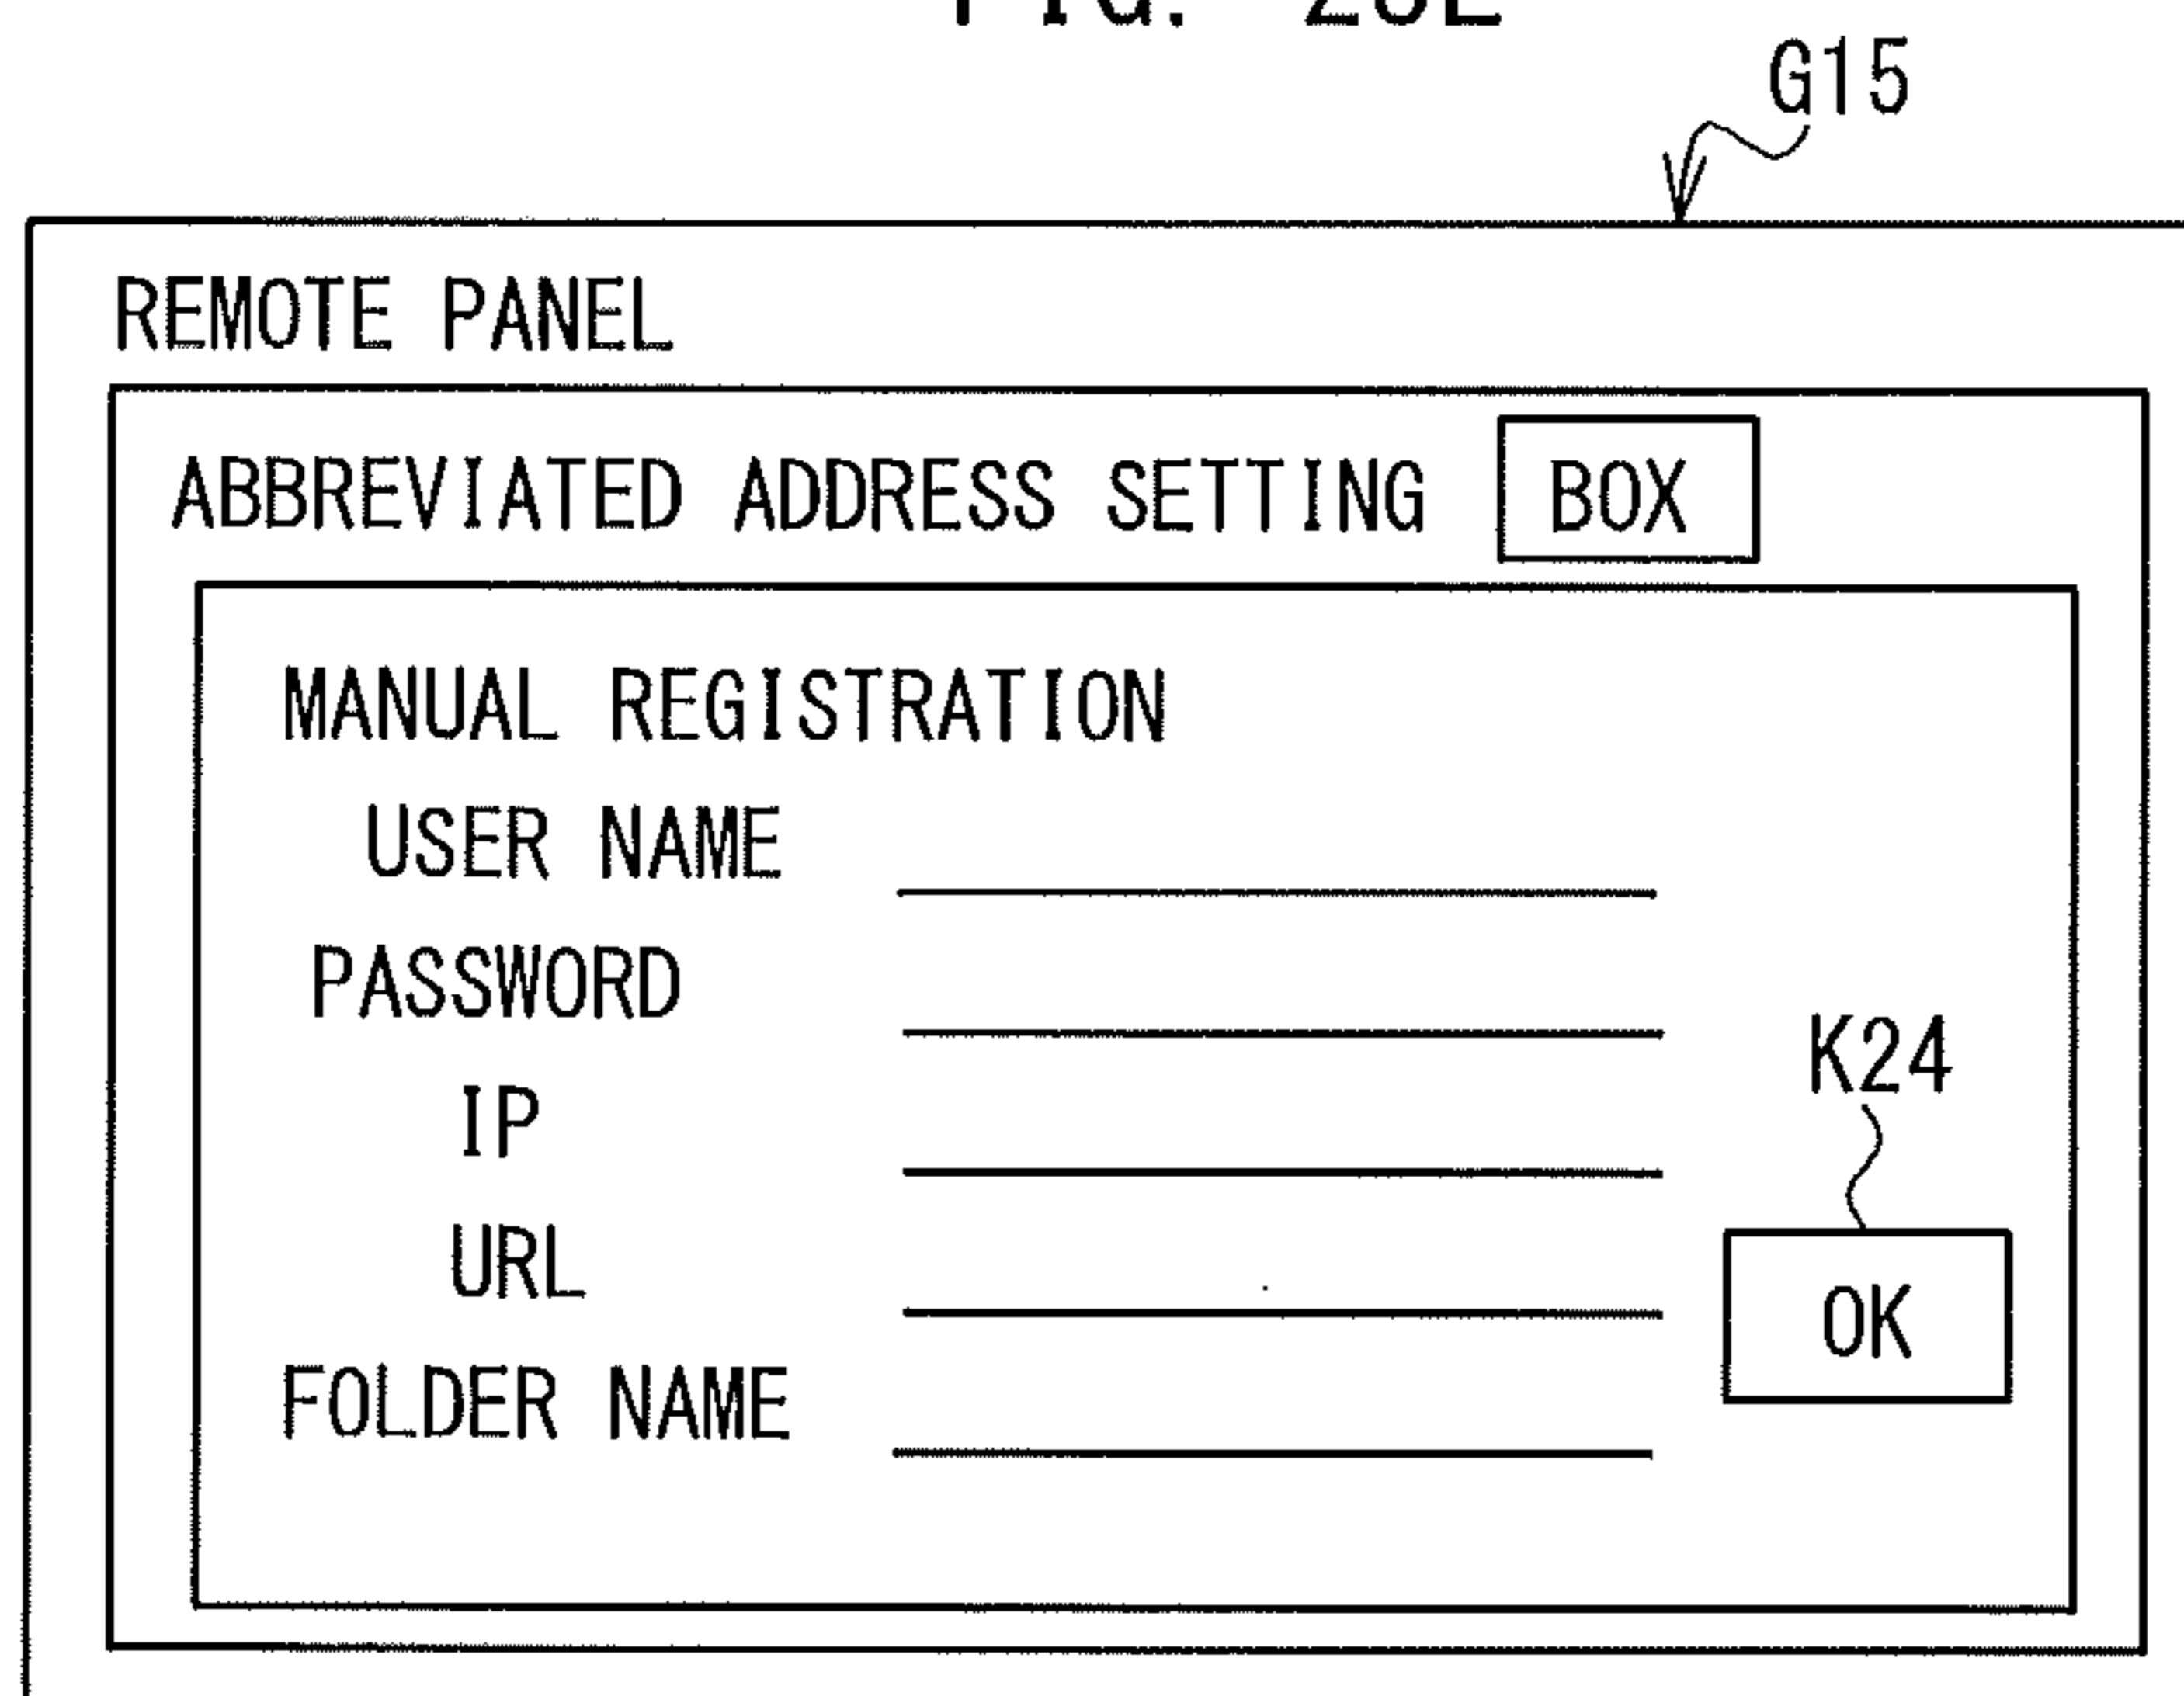 G15
REMOTE PANEL
ABBREVIATED ADDRESS SETTING BOX
MANUAL REGISTRATION
USER NAME
PASSWORD
K24
IP
URL
OK
FOLDER NAME